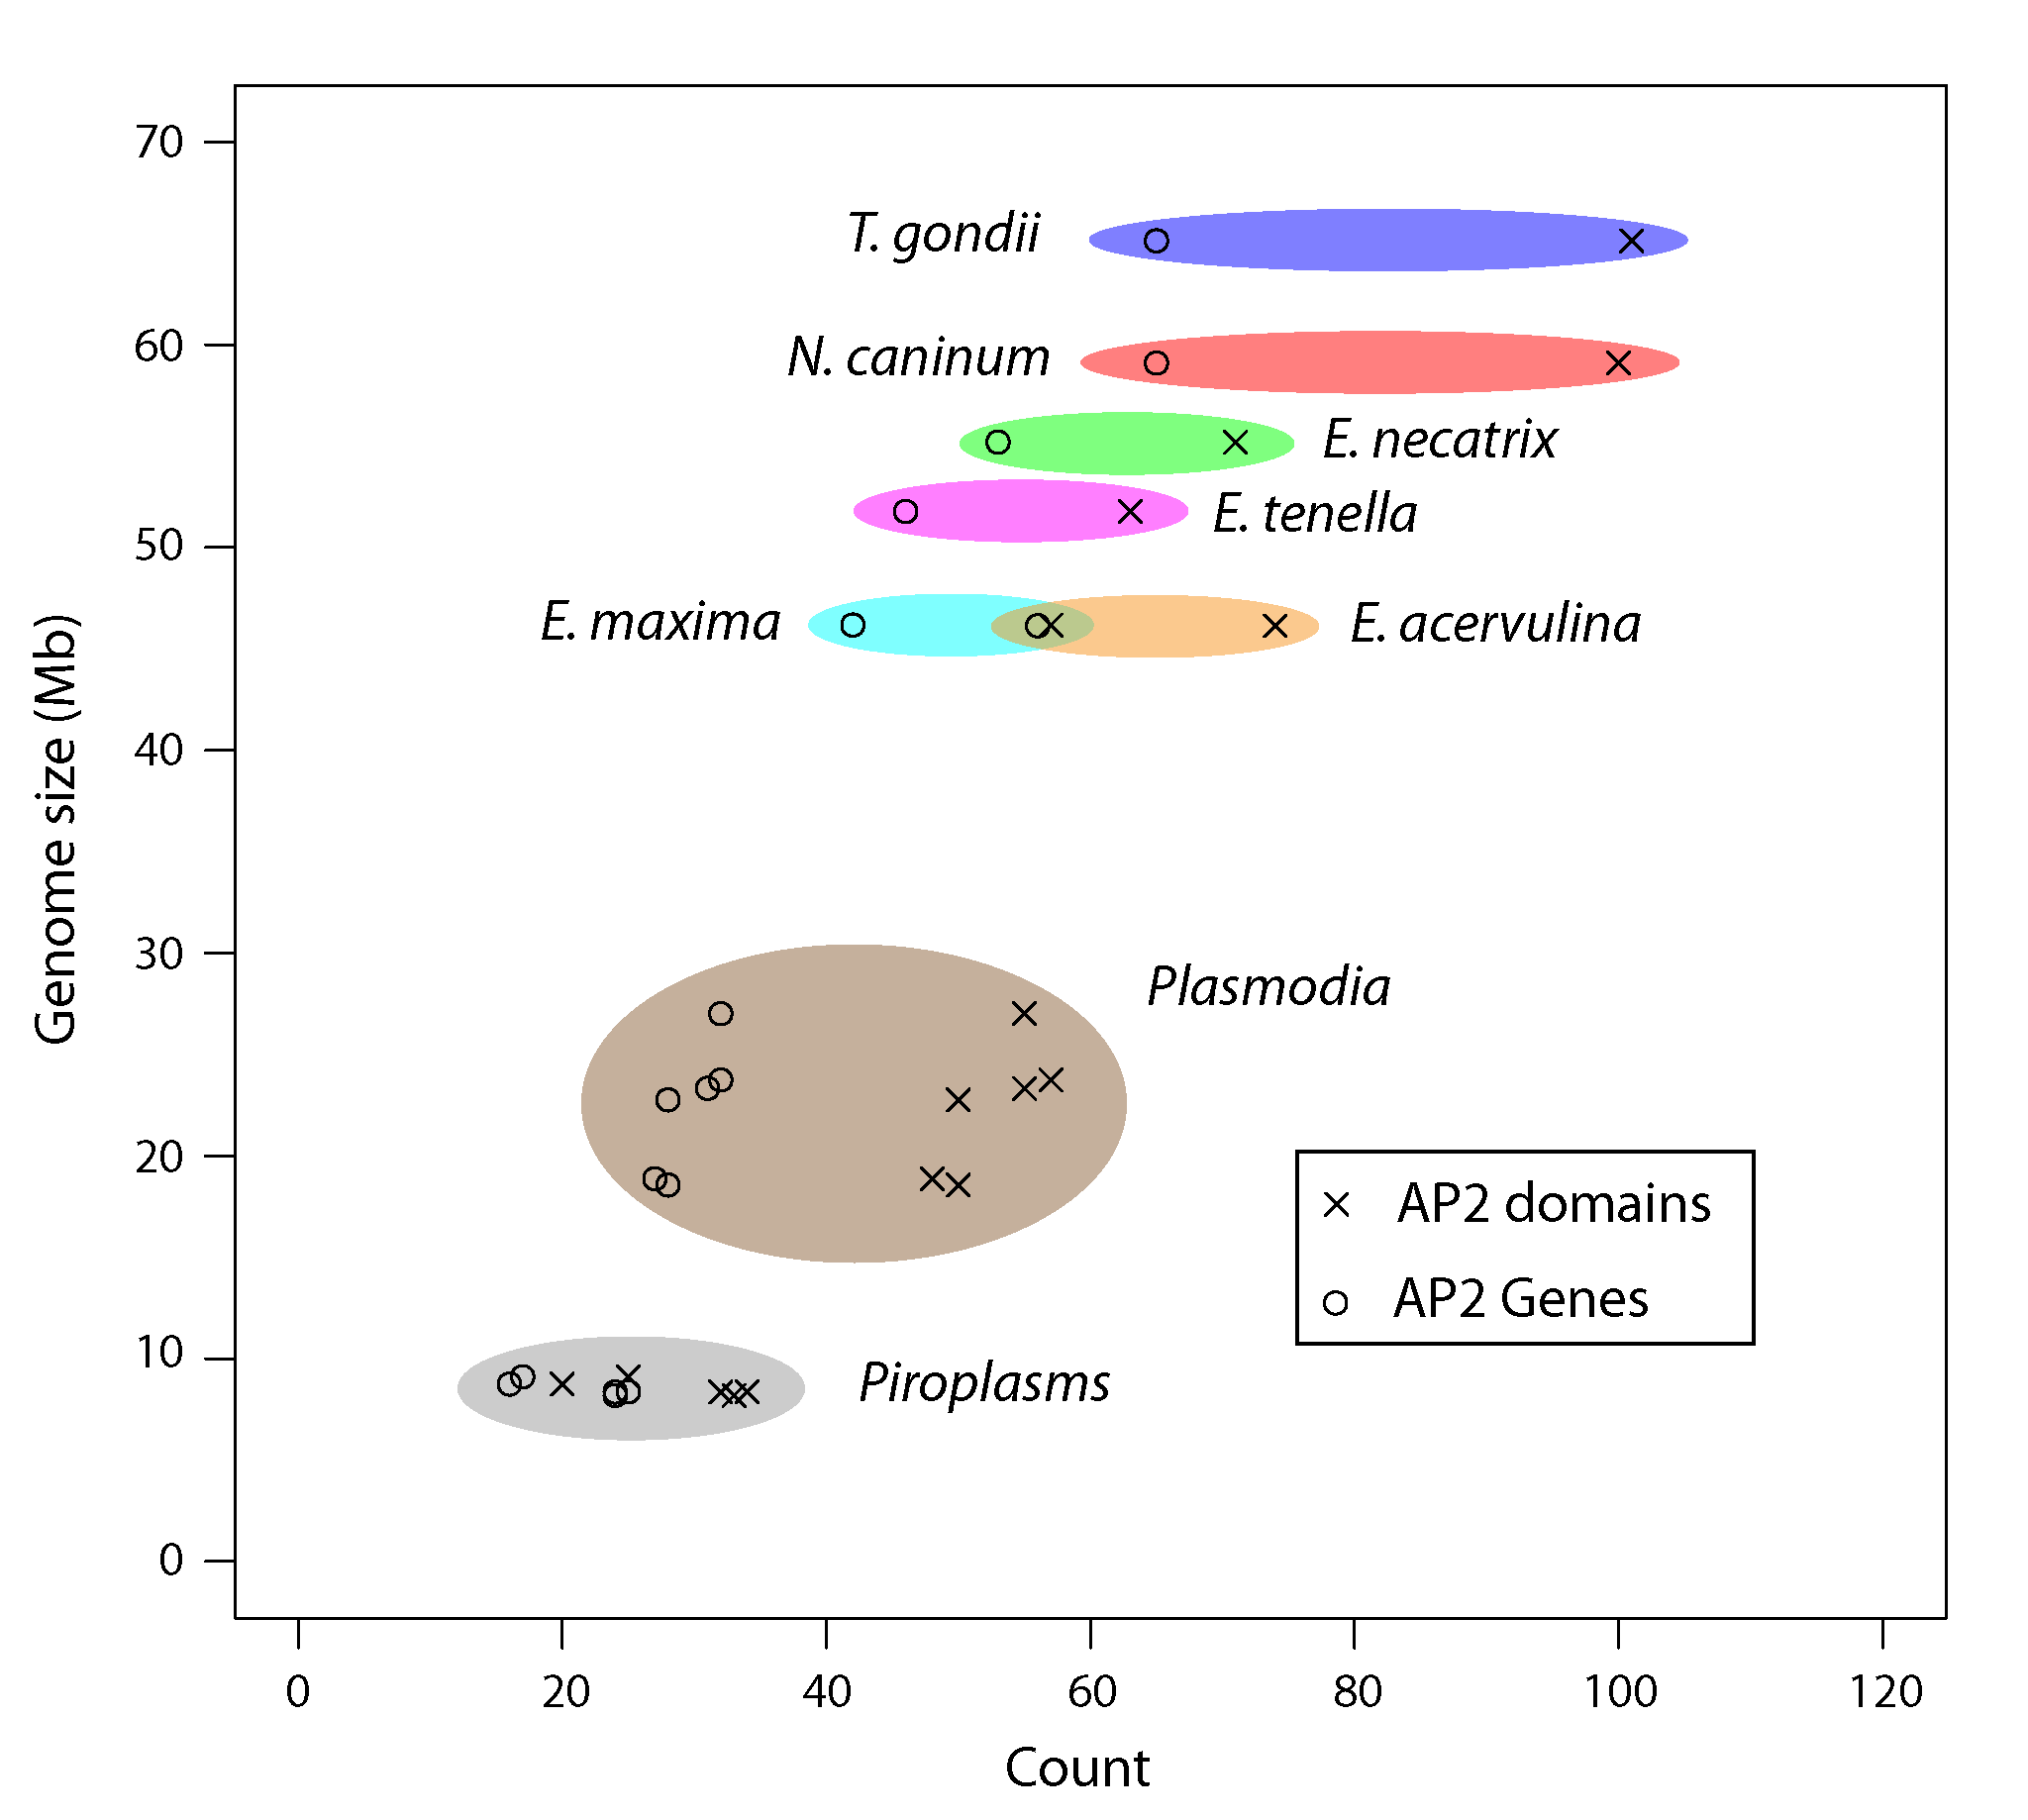 70
T. gondii
60
N. caninum
E. necatrix
50
E. tenella
E. maxima
E. acervulina
Genome size (Mb)
40
30
Plasmodia
20
AP2 domains
AP2 Genes
10
Piroplasms
0
0 20 40 60 80 100 120
Count